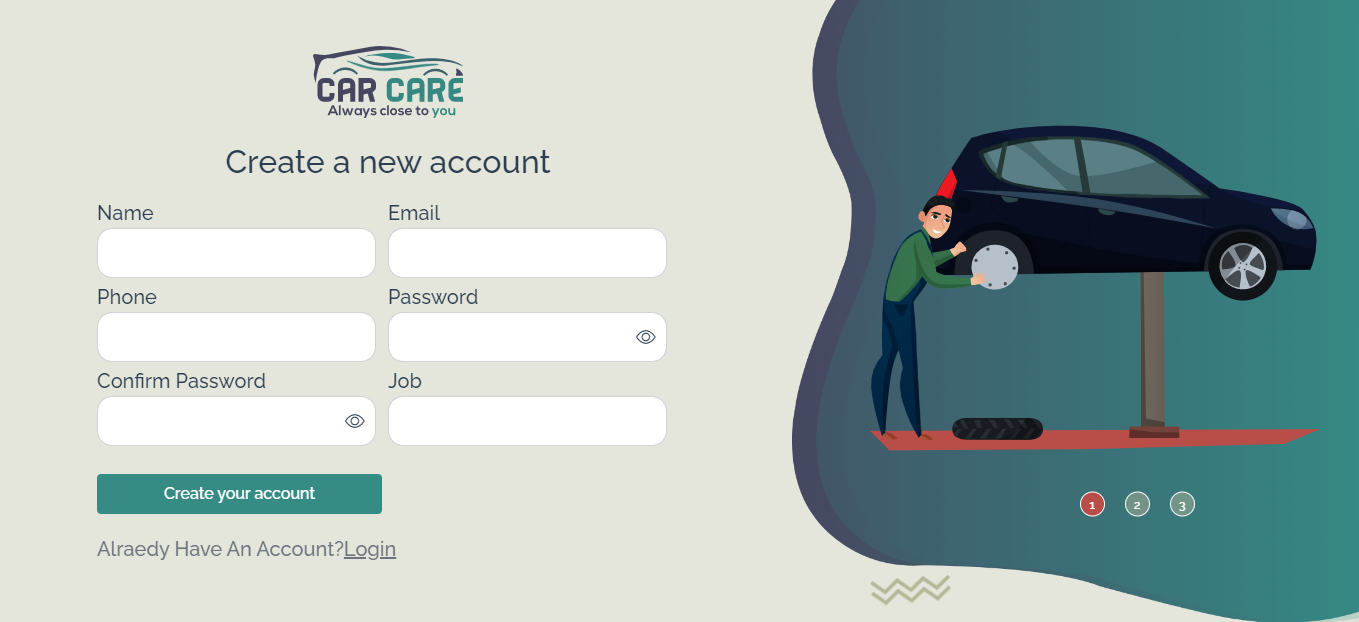 CAR CARE
Always close to you
Create a new account
Name
Email
Phone
Password
Confirm Password
Job
Create your account
Alraedy Have An Account?Login
1
2
3